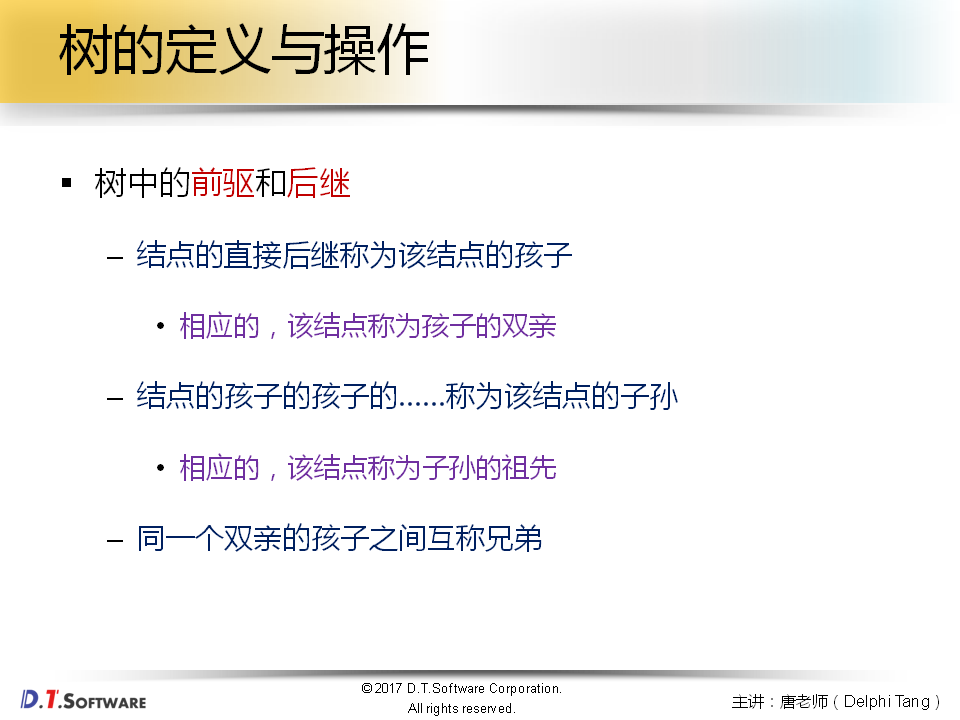 树的定义与操作
▪ 树中的前驱和后继
– 结点的直接后继称为该结点的孩子
• 相应的，该结点称为孩子的双亲
– 结点的孩子的孩子的……称为该结点的子孙
• 相应的，该结点称为子孙的祖先
– 同一个双亲的孩子之间互称兄弟
D.T.SOFTWARE
©2017 D.T.Software Corporation.
All rights reserved.
主讲：唐老师（Delphi Tang）